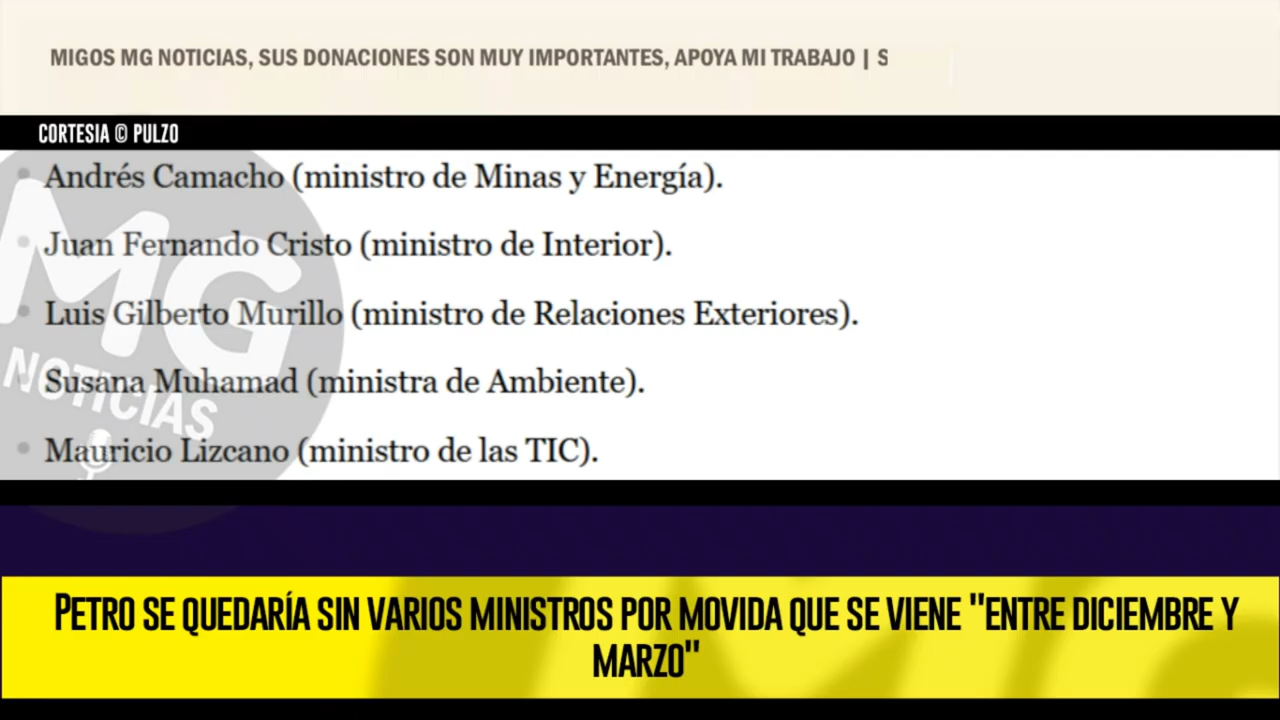 MIGOS MG NOTICIAS, SUS DONACIONES SON MUY IMPORTANTES, APOYA MI TRABAJO | S
CORTESIA © PULZO
Andrés Camacho (ministro de Minas y Energía).
Juan Fernando Cristo (ministro de Interior).
Luis Gilberto Murillo (ministro de Relaciones Exteriores).
Susana Muhamad (ministra de Ambiente).
Mauricio Lizcano (ministro de las TIC).
MG
NOTICIAS
PETRO SE QUEDARÍA SIN VARIOS MINISTROS POR MOVIDA QUE SE VIENE "ENTRE DICIEMBRE Y
MARZO"